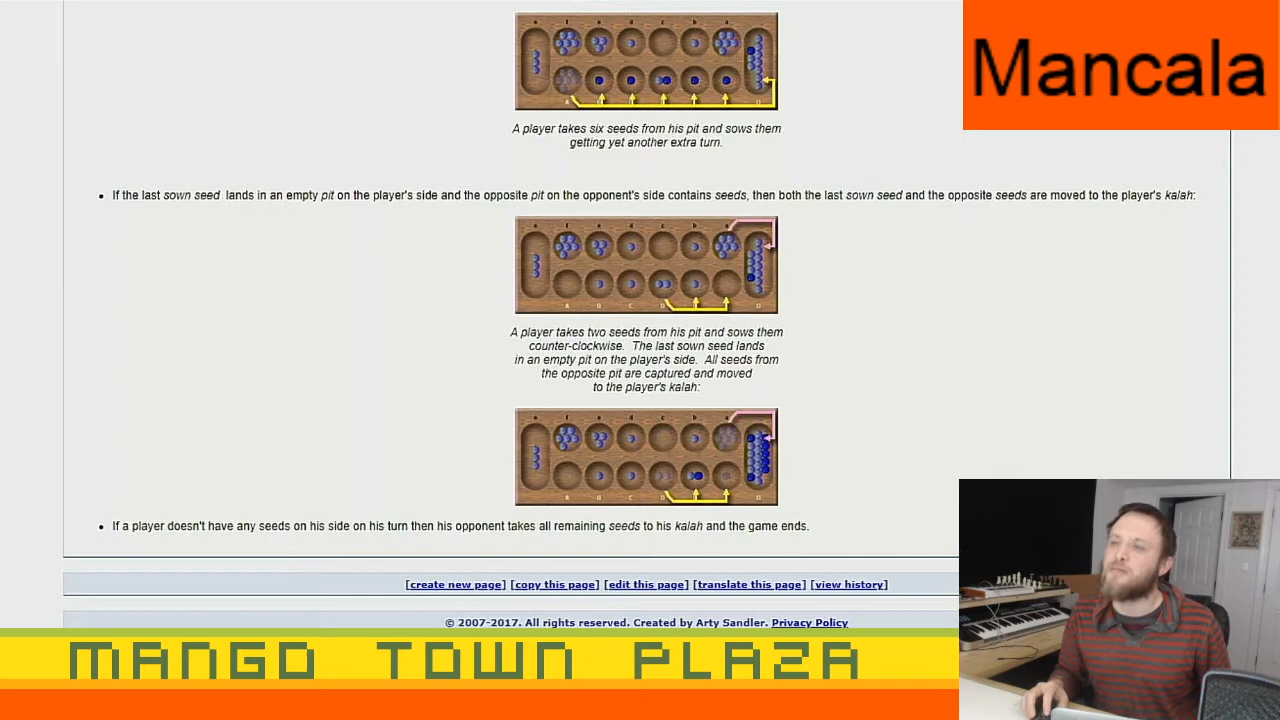 Mancala
A player takes six seeds from his pit and sows them
getting yet another extra turn.
• If the last sown seed lands in an empty pit on the player's side and the opposite pit on the opponent's side contains seeds, then both the last sown seed and the opposite seeds are moved to the player's kalah:
A player takes two seeds from his pit and sows them
counter-clockwise. The last sown seed lands
in an empty pit on the player's side. All seeds from
the opposite pit are captured and moved
to the player's kalah:
• If a player doesn't have any seeds on his side on his turn then his opponent takes all remaining seeds to his kalah and the game ends.
[create new page] [copy this page] [edit this page] [translate this page] [view history]
© 2007-2017. All rights reserved. Created by Arty Sandler. Privacy Policy
MANGO TOWN PLAZA